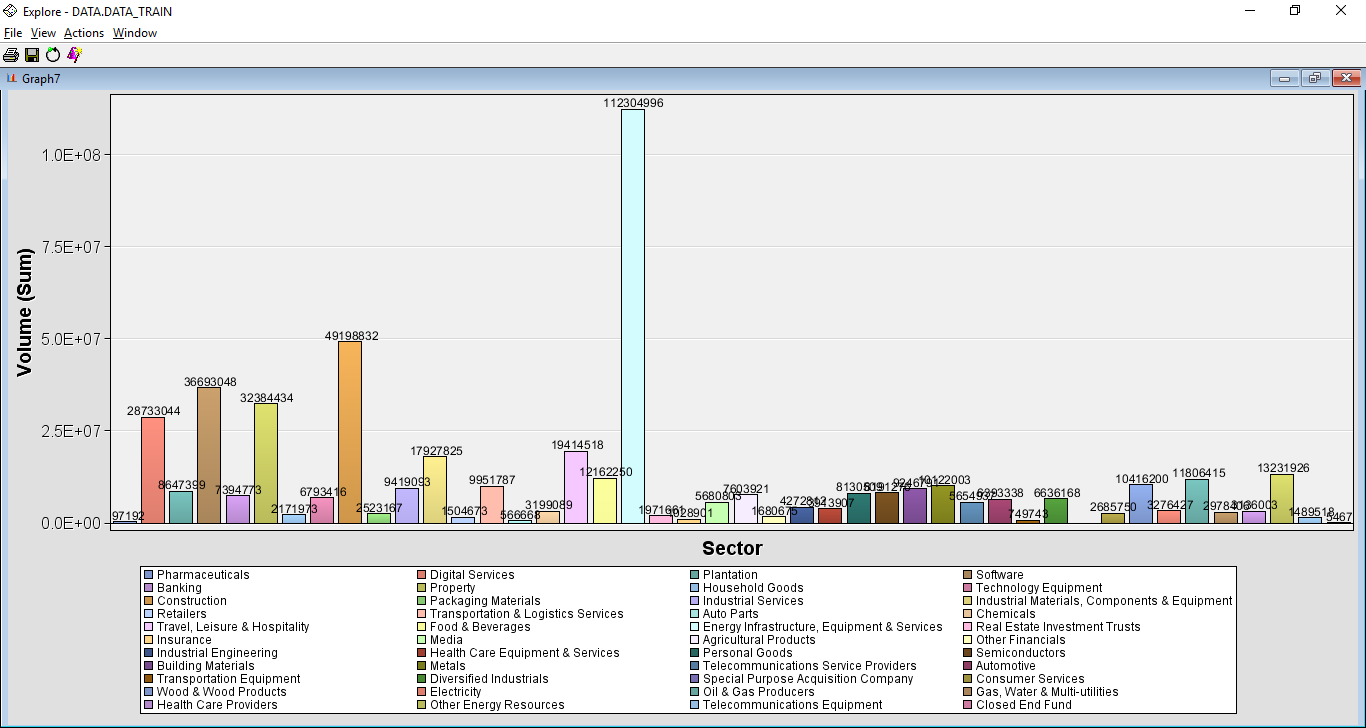 Explore - DATA.DATA_TRAIN
File View Actions Window
Graph7
112304996
1.0E+08
7.5E+07
5.0E+07
2.5E+07
0.0E+00
Volume (Sum)
97192
28733044
8647399
36693048
7394773
32384434
2171973
6793416
49198832
2523167
9419093
17927825
1504673
9951787
566668
3199089
19414518
12162250
5680803
7603921
1680675
10122003
749743
6636168
2685750
10416200
3276427
11806415
3136003
13231926
1489518
5467
Sector
Pharmaceuticals Digital Services Plantation Software
Banking Property Household Goods Technology Equipment
Construction Packaging Materials Industrial Services Industrial Materials, Components & Equipment
Retailers Transportation & Logistics Services Auto Parts Chemicals
Travel, Leisure & Hospitality Food & Beverages Energy Infrastructure, Equipment & Services Real Estate Investment Trusts
Insurance Media Agricultural Products Other Financials
Industrial Engineering Health Care Equipment & Services Personal Goods Semiconductors
Building Materials Metals Telecommunications Service Providers Automotive
Transportation Equipment Diversified Industrials Special Purpose Acquisition Company Consumer Services
Wood & Wood Products Electricity Oil & Gas Producers Gas, Water & Multi-utilities
Health Care Providers Other Energy Resources Telecommunications Equipment Closed End Fund